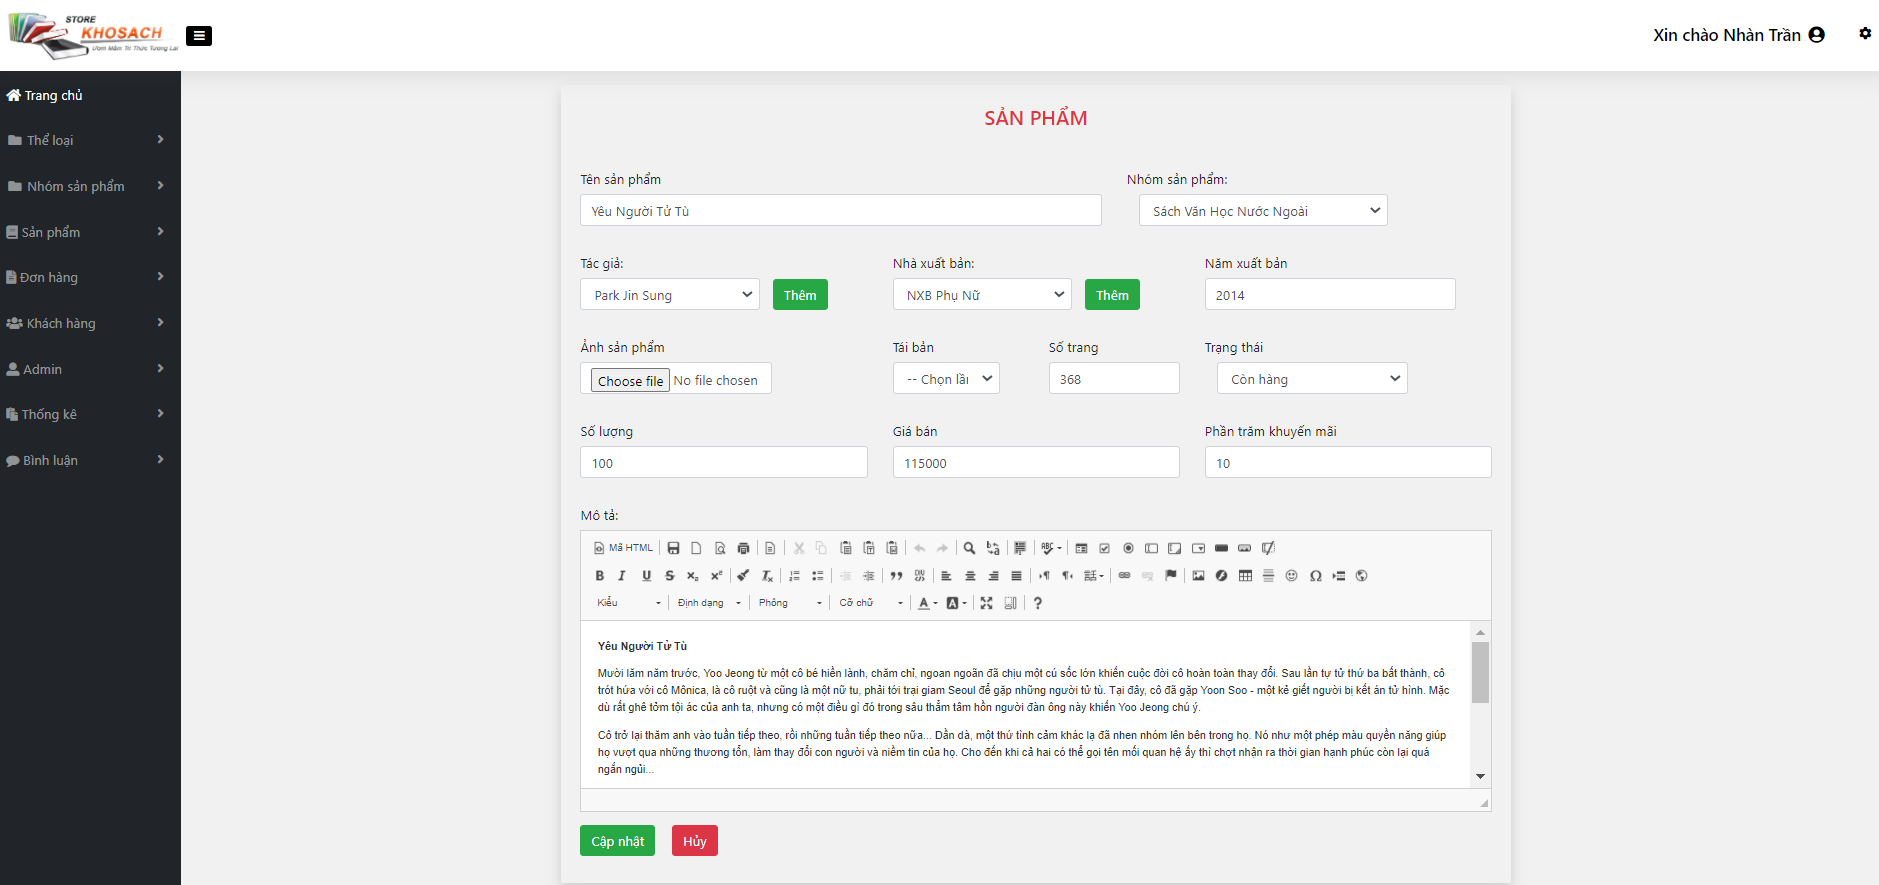 STORE
KHOSACH
Ươm Mầm Tri Thức Tương Lai
Xin chào Nhàn Trần
Trang chủ
Thể loại
Nhóm sản phẩm
Sản phẩm
Đơn hàng
Khách hàng
Admin
Thống kê
Bình luận
SẢN PHẨM
Tên sản phẩm
Nhóm sản phẩm:
Yêu Người Tử Tù
Sách Văn Học Nước Ngoài
Tác giả:
Nhà xuất bản:
Năm xuất bản
Park Jin Sung
Thêm
NXB Phụ Nữ
Thêm
2014
Ảnh sản phẩm
Tái bản
Số trang
Trạng thái
Choose file No file chosen
-- Chọn lần
368
Còn hàng
Số lượng
Giá bán
Phần trăm khuyến mãi
100
115000
10
Mô tả:
Mã HTML
Kiểu
Định dạng
Phông
Cỡ chữ
Yêu Người Tử Tù
Mười lăm năm trước, Yoo Jeong từ một cô bé hiền lành, chăm chỉ, ngoan ngoãn đã chịu một cú sốc lớn khiến cuộc đời cô hoàn toàn thay đổi. Sau lần tự tử thứ ba bất thành, cô
trót hứa với cô Mônica, là cô ruột và cũng là một nữ tu, phải tới trại giam Seoul để gặp những người tử tù. Tại đây, cô đã gặp Yoon Soo - một kẻ giết người bị kết án tử hình. Mặc
dù rất ghê tởm tội ác của anh ta, nhưng có một điều gì đó trong sâu thẳm tâm hồn người đàn ông này khiến Yoo Jeong chú ý.
Cô trở lại thăm anh vào tuần tiếp theo, rồi những tuần tiếp theo nữa... Dần dà, một thứ tình cảm khác lạ đã nhen nhóm lên bên trong họ. Nó như một phép màu quyền năng giúp
họ vượt qua những thương tổn, làm thay đổi con người và niềm tin của họ. Cho đến khi cả hai có thể gọi tên mối quan hệ ấy thì chợt nhận ra thời gian hạnh phúc còn lại quá
ngắn ngủi...
Cập nhật
Hủy